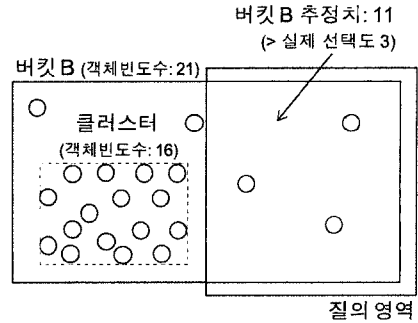 버킷 B 추정치: 11
(> 실제 선택도 3)
버킷 B (객체빈도수: 21)
클러스터
(객체빈도수: 16)
질의 영역